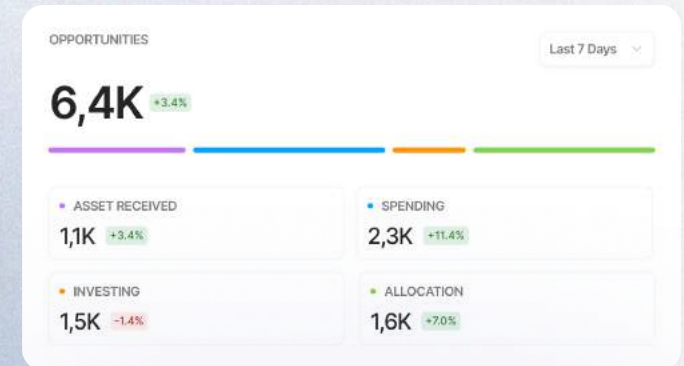 OPPORTUNITIES
Last 7 Days
6,4K +3.4%
ASSET RECEIVED
1,1K +3.4%
SPENDING
2,3K +11.4%
INVESTING
1,5K -1.4%
ALLOCATION
1,6K +7.0%